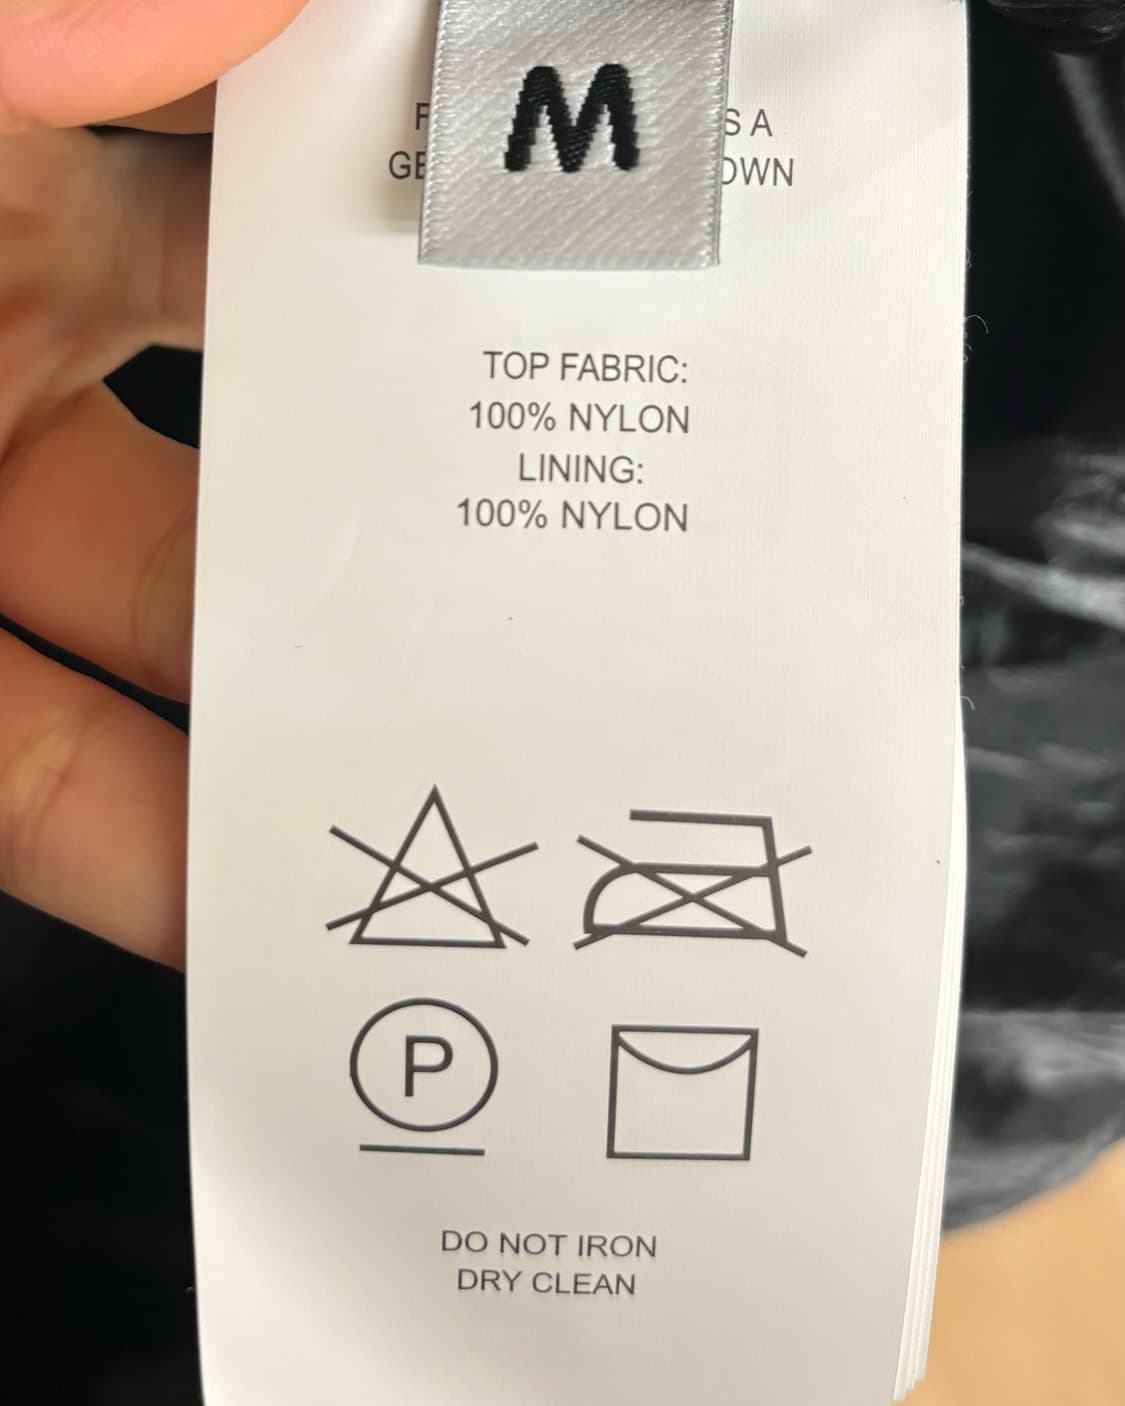 M
S A
TOP FABRIC:
100% NYLON
LINING:
100% NYLON
P
DO NOT IRON
DRY CLEAN